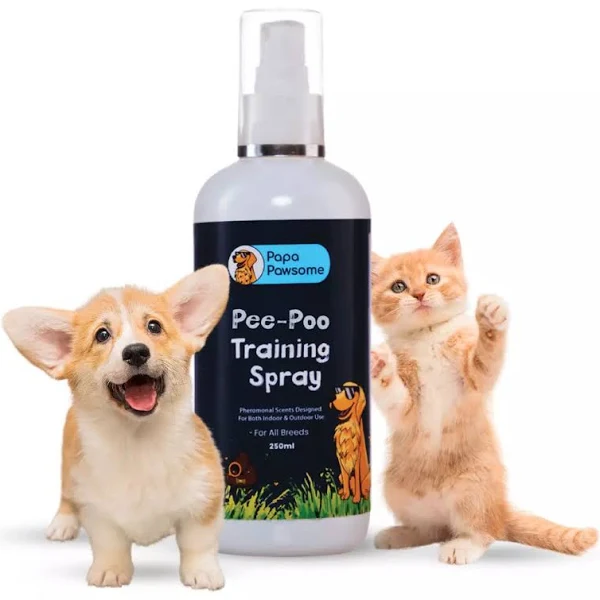 Papa
Pawsome
Pee-Poo
Training
Spray
Pheromonal Scents Designed
For Both Indoor & Outdoor Use
- For All Breeds
250ml